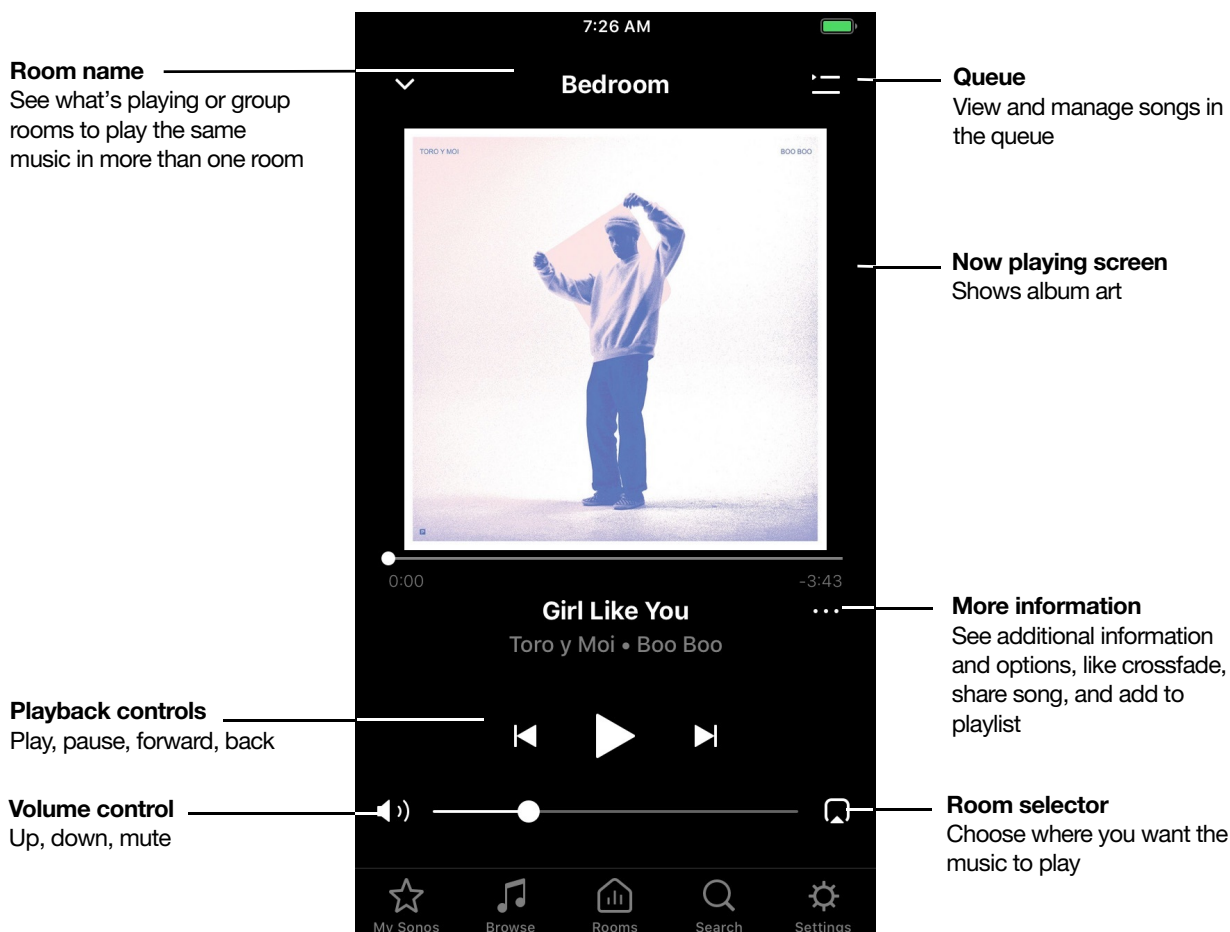 7:26 AM
Room name
See what's playing or group
rooms to play the same
music in more than one room
Bedroom
Queue
View and manage songs in
the queue
TORO Y MOI
BOO BOO
Now playing screen
Shows album art
0:00
-3:43
Girl Like You
Toro y Moi • Boo Boo
More information
See additional information
and options, like crossfade,
share song, and add to
playlist
Playback controls
Play, pause, forward, back
Volume control
Up, down, mute
Room selector
Choose where you want the
music to play
My Sonos
Browse
Rooms
Search
Settings